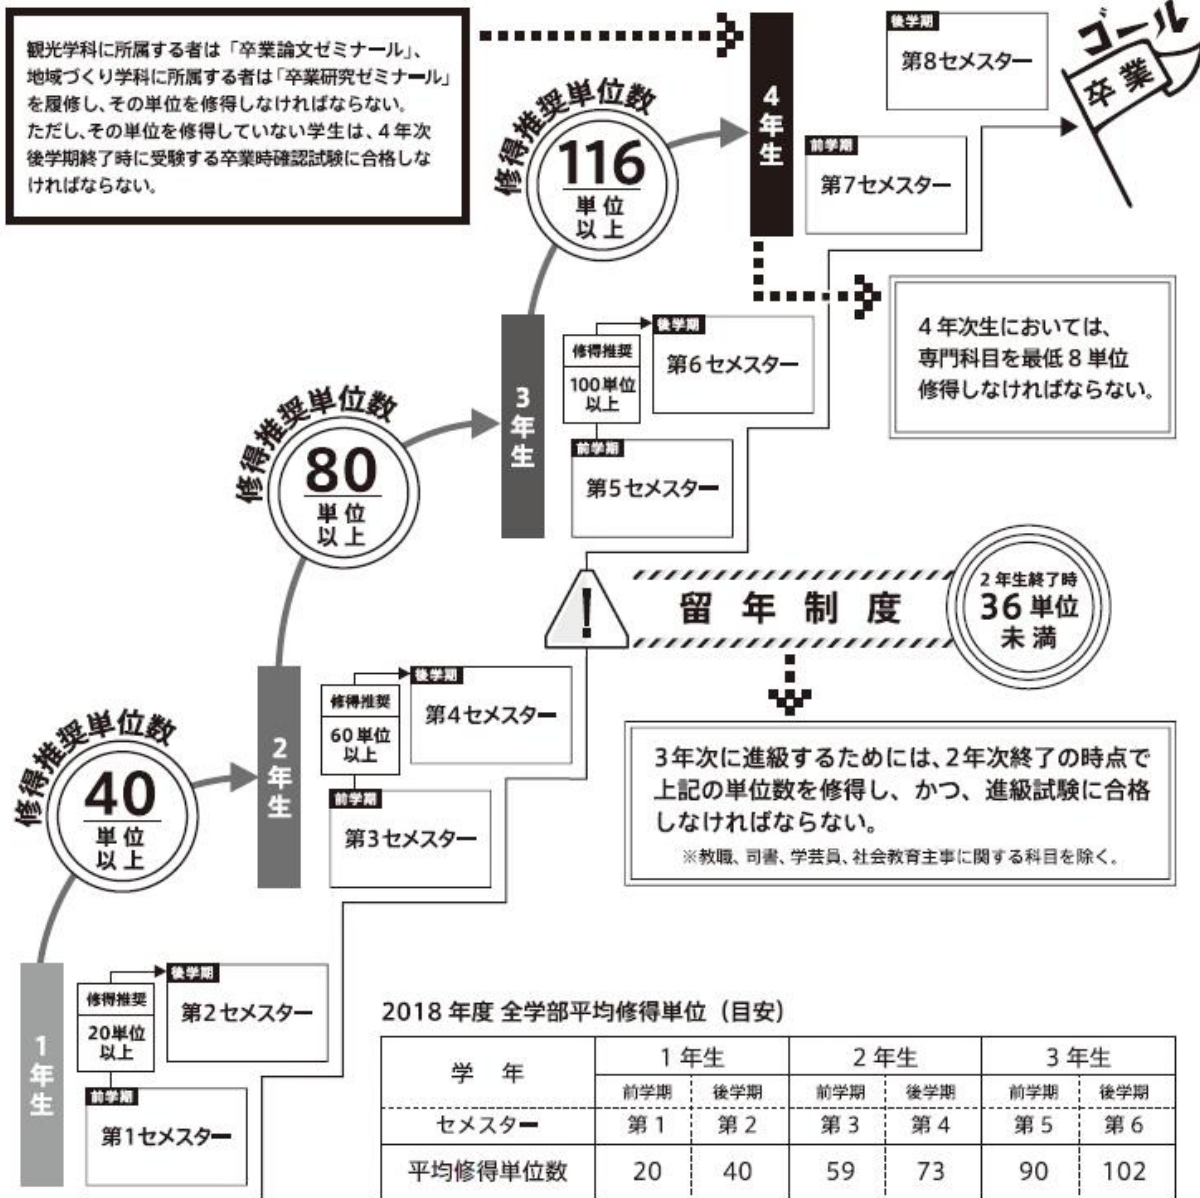 観光学科に所属する者は「卒業論文ゼミナール」、
地域づくり学科に所属する者は「卒業研究ゼミナール」
を履修し、その単位を修得しなければならない。
ただし、その単位を修得していない学生は、4年次
後学期終了時に受験する卒業時確認試験に合格しな
ければならない。
修得推奨単位数
116
単位
以上
4年生
後学期
第8セメスター
前学期
第7セメスター
ゴール
卒業
4年次生においては、
専門科目を最低8単位
修得しなければならない。
3年生
修得推奨
100単位
以上
後学期
第6セメスター
前学期
第5セメスター
修得推奨単位数
80
単位
以上
!
留年制度
2年生終了時
36単位
未満
3年次に進級するためには、2年次終了の時点で
上記の単位数を修得し、かつ、進級試験に合格
しなければならない。
※教職、司書、学芸員、社会教育主事に関する科目を除く。
2年生
修得推奨
60単位
以上
後学期
第4セメスター
前学期
第3セメスター
修得推奨単位数
40
単位
以上
1年生
修得推奨
20単位
以上
後学期
第2セメスター
前学期
第1セメスター
2018年度 全学部平均修得単位（目安）
学 年 1年生 2年生 3年生
前学期 後学期 前学期 後学期 前学期 後学期
セメスター 第1 第2 第3 第4 第5 第6
平均修得単位数 20 40 59 73 90 102